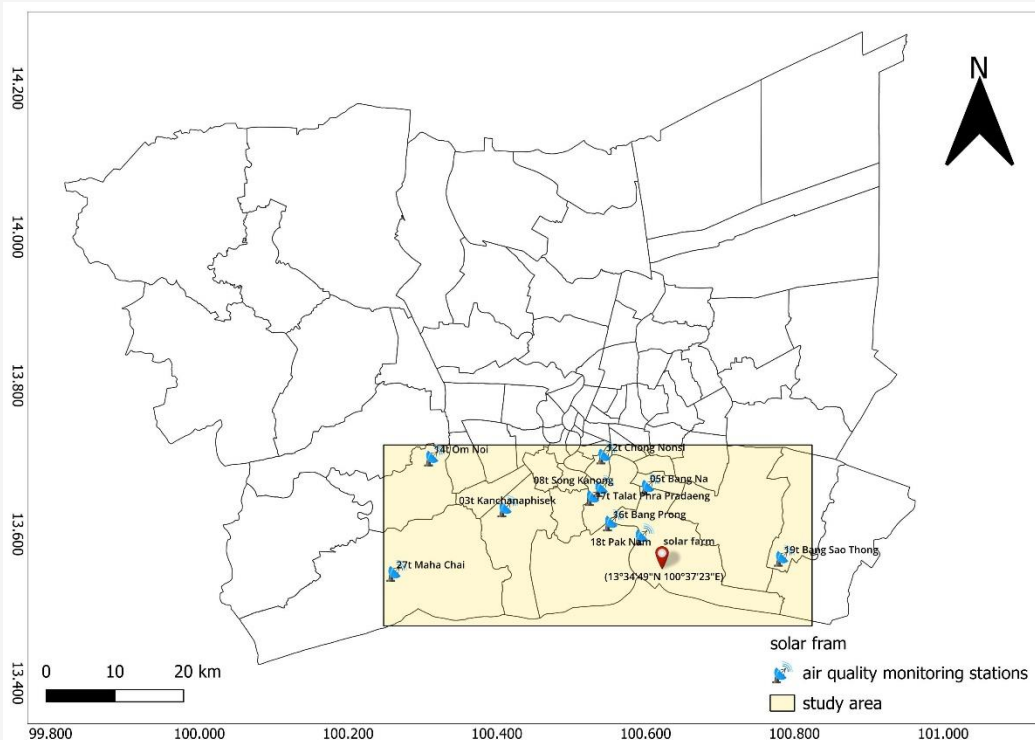 N
14.200
14.000
13.800
13.600
13.400
14t Om Noi
12t Chong Nonsi
08t Song Kanong
05t Bang Na
03t Kanchanaphisek
17t Talat Phra Pradaeng
16t Bang Prong
18t Pak Nam
solar farm
19t Bang Sao Thong
27t Maha Chai
(13°34'49"N 100°37'23"E)
solar fram
air quality monitoring stations
study area
0 10 20 km
99.800 100.000 100.200 100.400 100.600 100.800 101.000